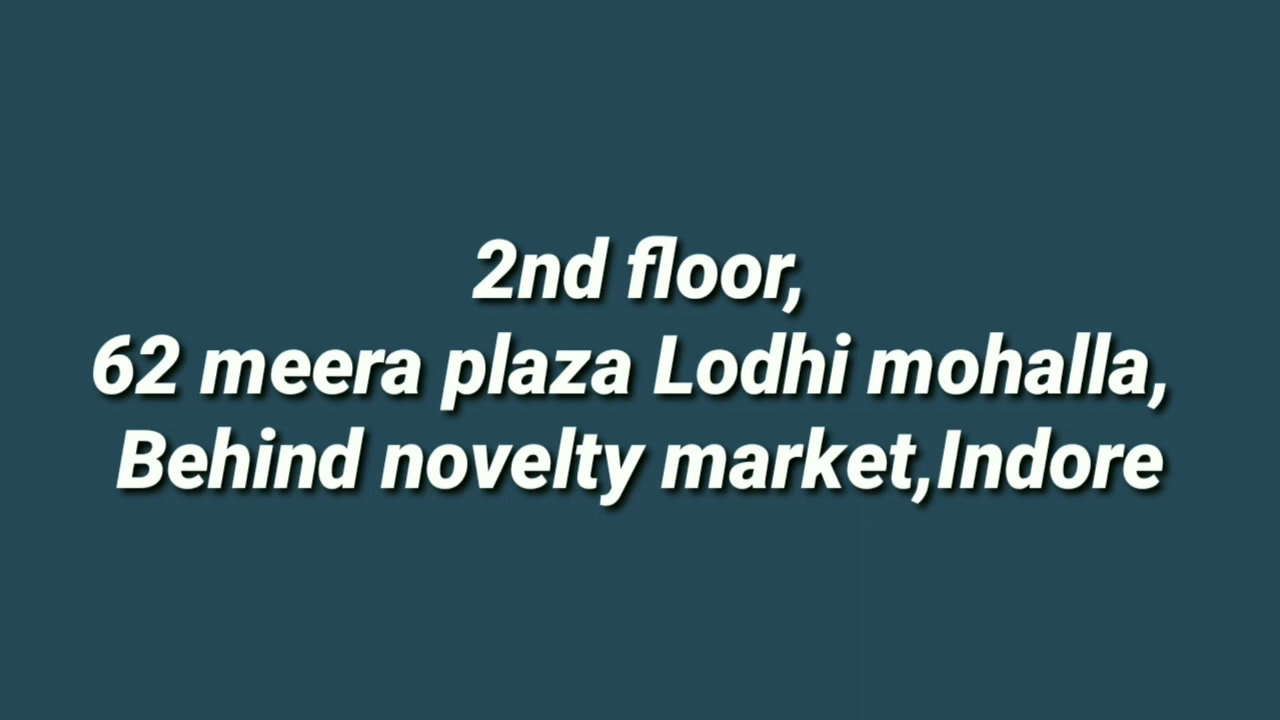 2nd floor,
62 meera plaza Lodhi mohalla,
Behind novelty market,Indore